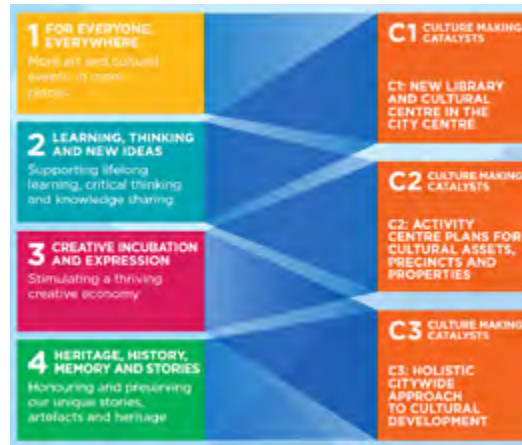 1 FOR EVERYONE,
EVERYWHERE
More art and cultural
events in more
places
2 LEARNING, THINKING
AND NEW IDEAS
Supporting lifelong
learning, critical thinking
and knowledge sharing
3 CREATIVE INCUBATION
AND EXPRESSION
Stimulating a thriving
creative economy
4 HERITAGE, HISTORY,
MEMORY AND STORIES
Honouring and preserving
our unique stories,
artefacts and heritage
C1 CULTURE MAKING
CATALYSTS
C1: NEW LIBRARY
AND CULTURAL
CENTRE IN THE
CITY CENTRE
C2 CULTURE MAKING
CATALYSTS
C2: ACTIVITY
CENTRE PLANS FOR
CULTURAL ASSETS,
PRECINCTS AND
PROPERTIES
C3 CULTURE MAKING
CATALYSTS
C3: HOLISTIC
CITYWIDE
APPROACH
TO CULTURAL
DEVELOPMENT